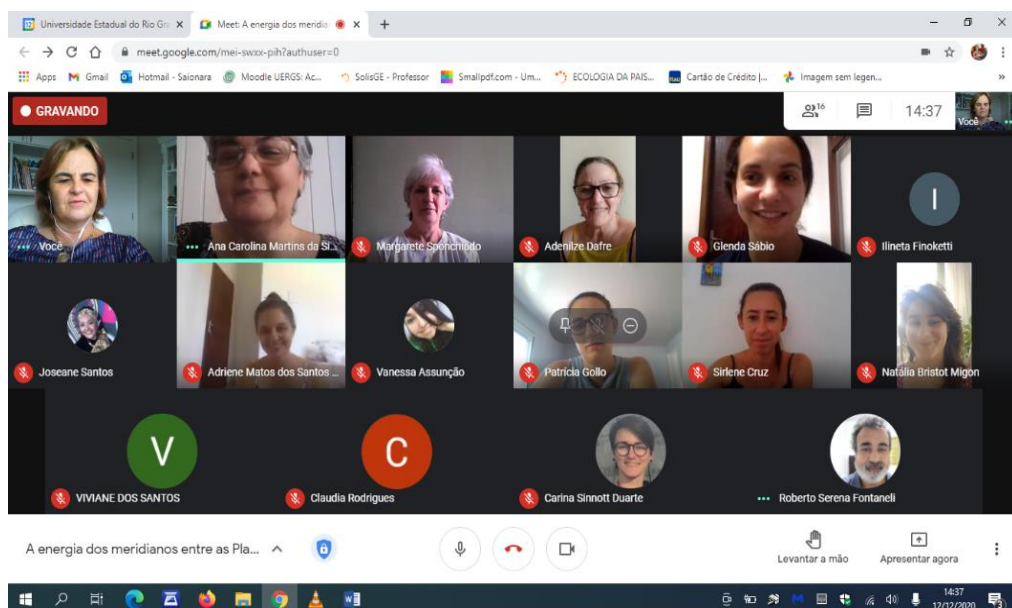 Universidade Estadual do Rio Gr
Meet: A energia dos meridia
meet.google.com/mei-swxx-pih?authuser=0
Apps
Gmail
Hotmail - Saionara
Moodle UERGS: Ac...
SolisGE - Professor
Smallpdf.com - Um...
ECOLOGIA DA PAIS...
Cartão de Crédito |...
Imagem sem legen...
GRAVANDO
16
14:37
Você
Você
Ana Carolina Martins da Si...
Margarete Sponchiado
Adenilze Dafre
Glenda Sábio
I
Ilineta Finoketti
Joseane Santos
Adriene Matos dos Santos ...
Vanessa Assunção
Patrícia Gollo
Sirlene Cruz
Natália Bristot Migon
V
VIVIANE DOS SANTOS
C
Claudia Rodrigues
Carina Sinnott Duarte
Roberto Serena Fontaneli
A energia dos meridianos entre as Pla...
Levantar a mão
Apresentar agora
14:37
12/12/2020